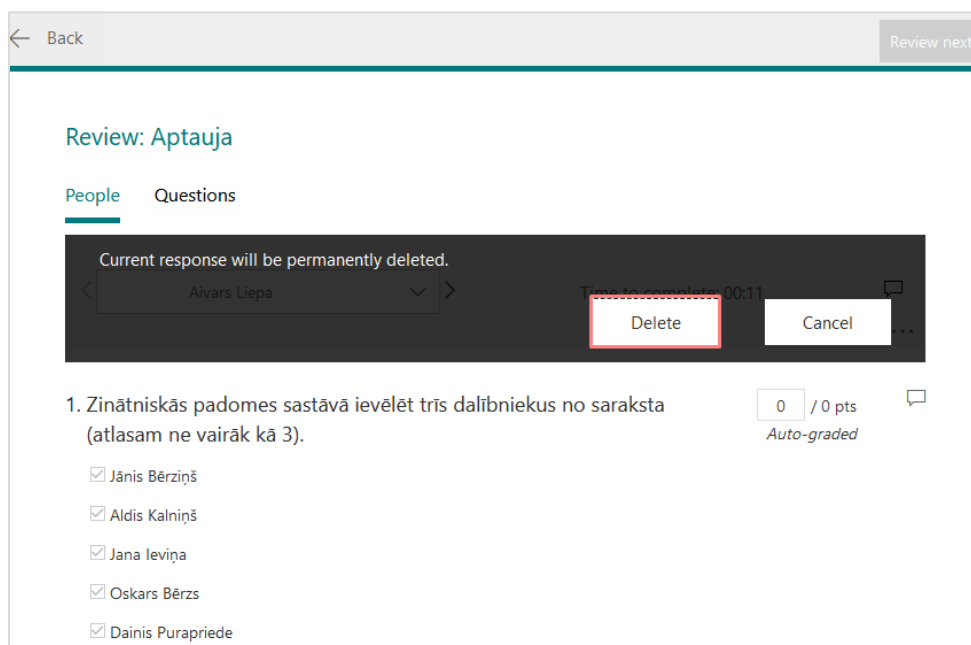 Back
Review next
Review: Aptauja
People Questions
Current response will be permanently deleted.
Aivars Liepa
Time to complete: 00:11
Delete Cancel
1. Zinātniskās padomes sastāvā ievēlēt trīs dalībniekus no saraksta
(atlasam ne vairāk kā 3).
0 / 0 pts
Auto-graded
Jānis Bērziņš
Aldis Kalniņš
Jana Ieviņa
Oskars Bērzs
Dainis Purapriede